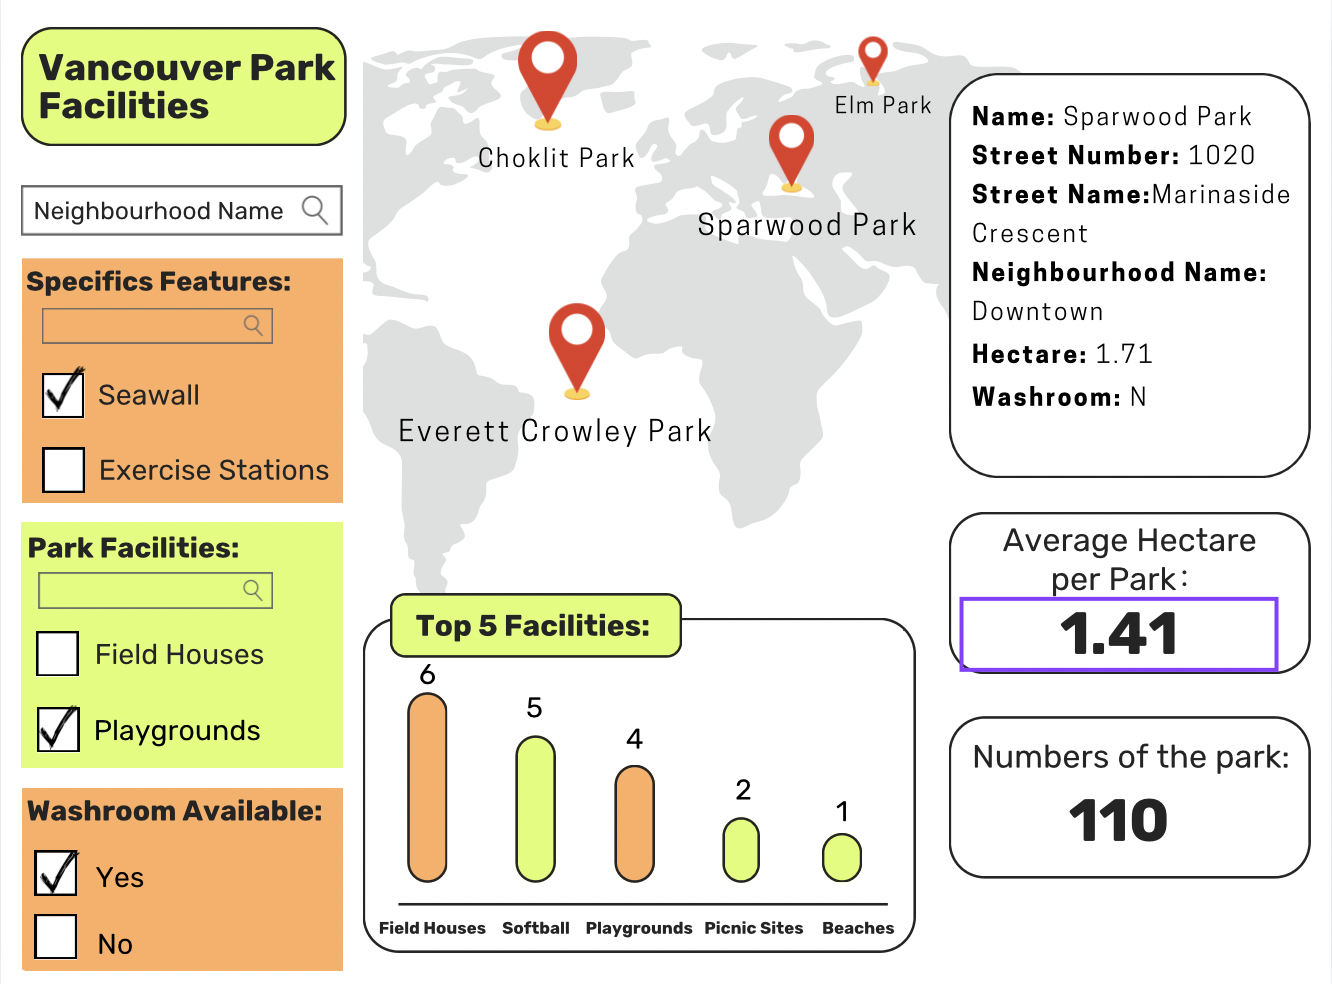 Vancouver Park
Facilities
Neighbourhood Name
Specifics Features:
Seawall
Exercise Stations
Park Facilities:
Field Houses
Playgrounds
Washroom Available:
Yes
No
Choklit Park
Elm Park
Sparwood Park
Everett Crowley Park
Top 5 Facilities:
6
5
4
2
1
Field Houses Softball Playgrounds Picnic Sites Beaches
Name: Sparwood Park
Street Number: 1020
Street Name:Marinaside
Crescent
Neighbourhood Name:
Downtown
Hectare: 1.71
Washroom: N
Average Hectare
per Park:
1.41
Numbers of the park:
110